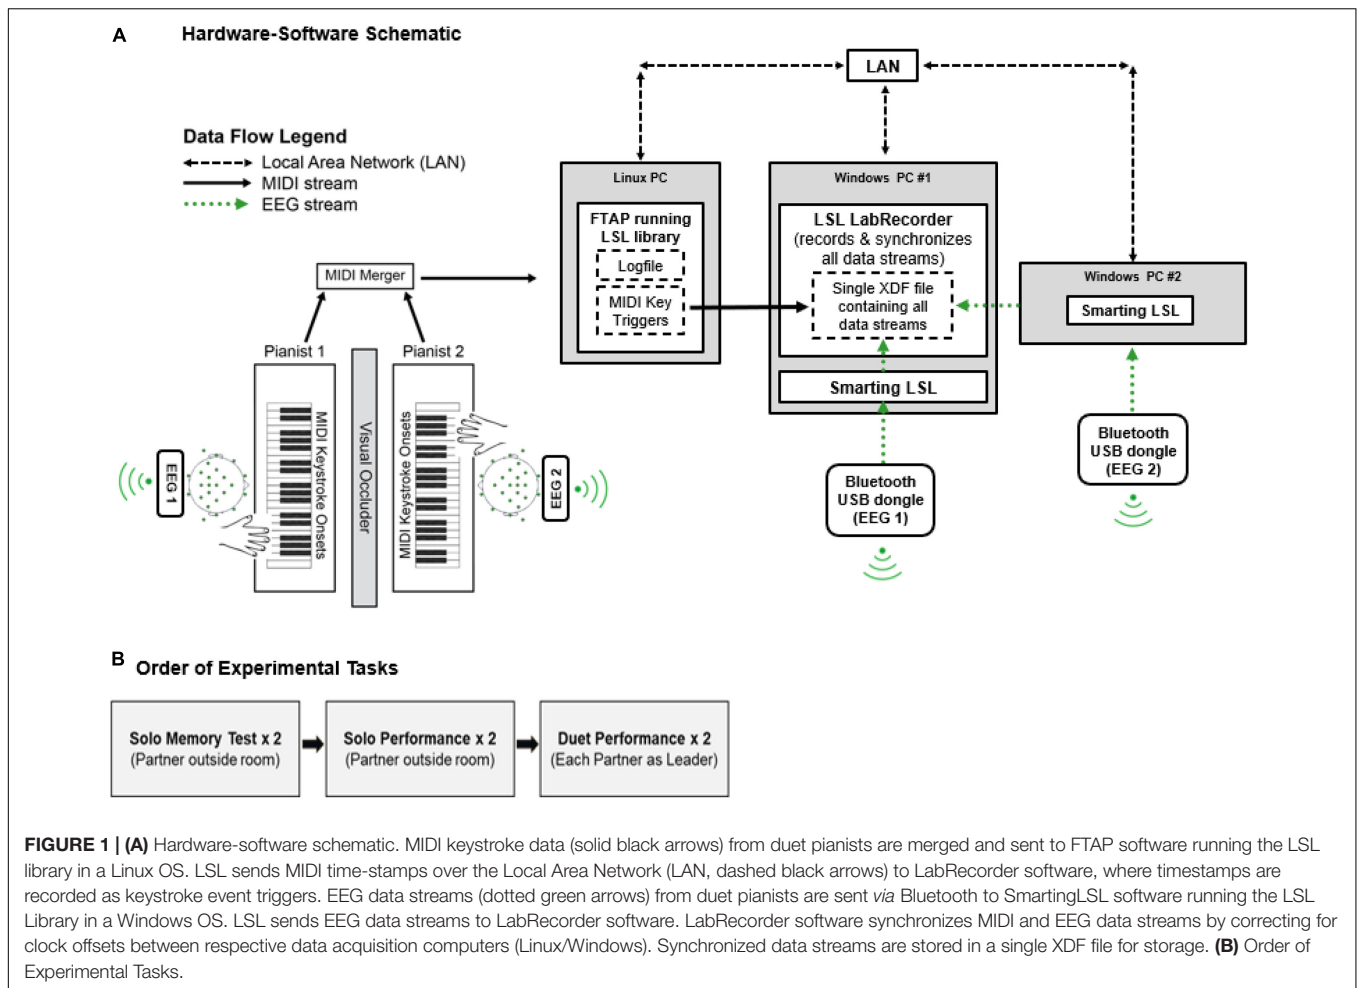 A Hardware-Software Schematic
LAN
Data Flow Legend
Local Area Network (LAN)
MIDI stream
EEG stream
Linux PC
FTAP running
LSL library
Logfile
MIDI Key
Triggers
Windows PC #1
LSL LabRecorder
(records & synchronizes
all data streams)
Single XDF file
containing all
data streams
Smarting LSL
Windows PC #2
Smarting LSL
MIDI Merger
Pianist 1
Pianist 2
EEG 1
MIDI Keystroke Onsets
Visual Occluder
MIDI Keystroke Onsets
EEG 2
Bluetooth
USB dongle
(EEG 1)
Bluetooth
USB dongle
(EEG 2)
B Order of Experimental Tasks
Solo Memory Test x 2
(Partner outside room)
Solo Performance x 2
(Partner outside room)
Duet Performance x 2
(Each Partner as Leader)
FIGURE 1 | (A) Hardware-software schematic. MIDI keystroke data (solid black arrows) from duet pianists are merged and sent to FTAP software running the LSL
library in a Linux OS. LSL sends MIDI time-stamps over the Local Area Network (LAN, dashed black arrows) to LabRecorder software, where timestamps are
recorded as keystroke event triggers. EEG data streams (dotted green arrows) from duet pianists are sent via Bluetooth to SmartingLSL software running the LSL
Library in a Windows OS. LSL sends EEG data streams to LabRecorder software. LabRecorder software synchronizes MIDI and EEG data streams by correcting for
clock offsets between respective data acquisition computers (Linux/Windows). Synchronized data streams are stored in a single XDF file for storage. (B) Order of
Experimental Tasks.